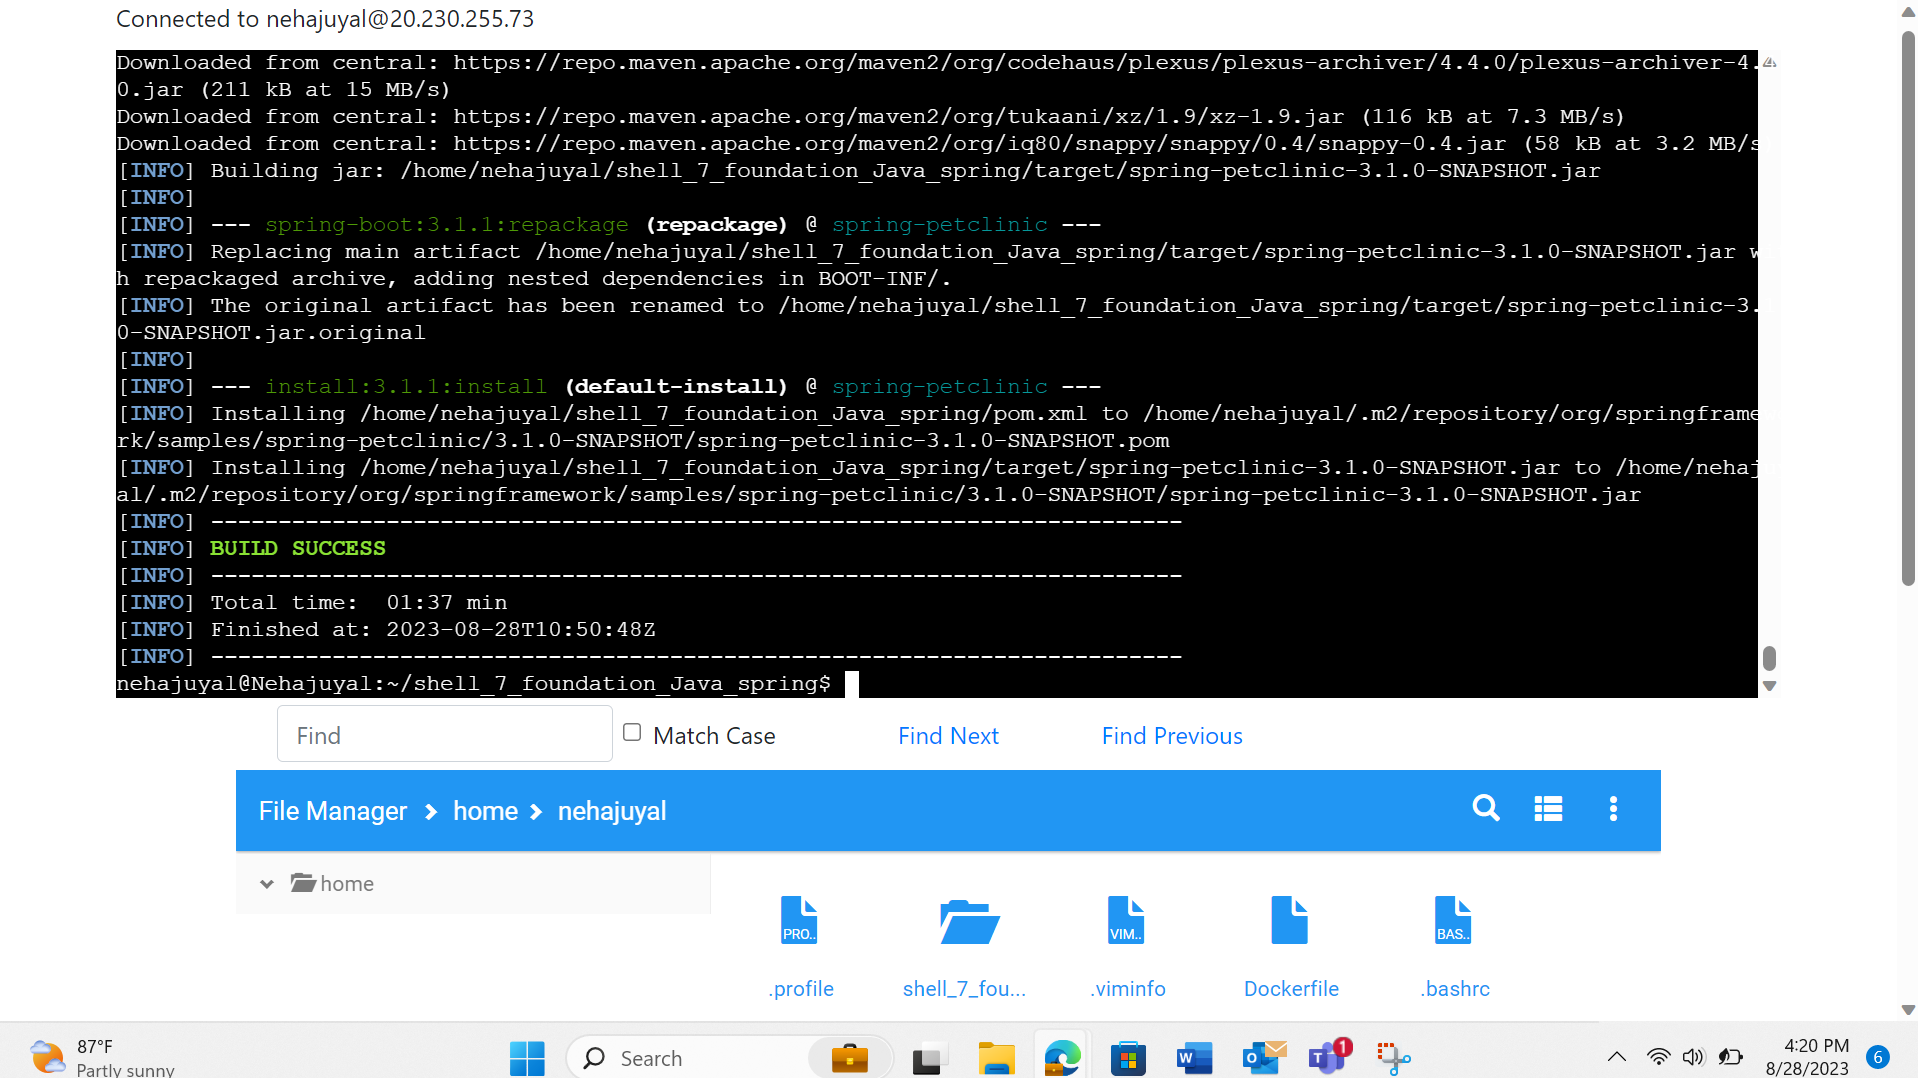 Connected to nehajuyal@20.230.255.73
Downloaded from central: https://repo.maven.apache.org/maven2/org/codehaus/plexus/plexus-archiver/4.4.0/plexus-archiver-4.4
0.jar (211 kB at 15 MB/s)
Downloaded from central: https://repo.maven.apache.org/maven2/org/tukaani/xz/1.9/xz-1.9.jar (116 kB at 7.3 MB/s)
Downloaded from central: https://repo.maven.apache.org/maven2/org/iq80/snappy/snappy/0.4/snappy-0.4.jar (58 kB at 3.2 MB/s)
[INFO] Building jar: /home/nehajuyal/shell_7_foundation_Java_spring/target/spring-petclinic-3.1.0-SNAPSHOT.jar
[INFO]
[INFO] --- spring-boot:3.1.1:repackage (repackage) @ spring-petclinic ---
[INFO] Replacing main artifact /home/nehajuyal/shell_7_foundation_Java_spring/target/spring-petclinic-3.1.0-SNAPSHOT.jar wit
h repackaged archive, adding nested dependencies in BOOT-INF/.
[INFO] The original artifact has been renamed to /home/nehajuyal/shell_7_foundation_Java_spring/target/spring-petclinic-3.1.
0-SNAPSHOT.jar.original
[INFO]
[INFO] --- install:3.1.1:install (default-install) @ spring-petclinic ---
[INFO] Installing /home/nehajuyal/shell_7_foundation_Java_spring/pom.xml to /home/nehajuyal/.m2/repository/org/springframewo
rk/samples/spring-petclinic/3.1.0-SNAPSHOT/spring-petclinic-3.1.0-SNAPSHOT.pom
[INFO] Installing /home/nehajuyal/shell_7_foundation_Java_spring/target/spring-petclinic-3.1.0-SNAPSHOT.jar to /home/nehajuy
al/.m2/repository/org/springframework/samples/spring-petclinic/3.1.0-SNAPSHOT/spring-petclinic-3.1.0-SNAPSHOT.jar
[INFO] ------------------------------------------------------------------------
[INFO] BUILD SUCCESS
[INFO] ------------------------------------------------------------------------
[INFO] Total time:  01:37 min
[INFO] Finished at: 2023-08-28T10:50:48Z
[INFO] ------------------------------------------------------------------------
nehajuyal@Nehajuyal:~/shell_7_foundation_Java_spring$
Find Match Case Find Next Find Previous
File Manager home nehajuyal
home
PRO.. VIM.. BAS..
.profile shell_7_fou... .viminfo Dockerfile .bashrc
87°F
Partly sunny
Search
1
4:20 PM
8/28/2023
6